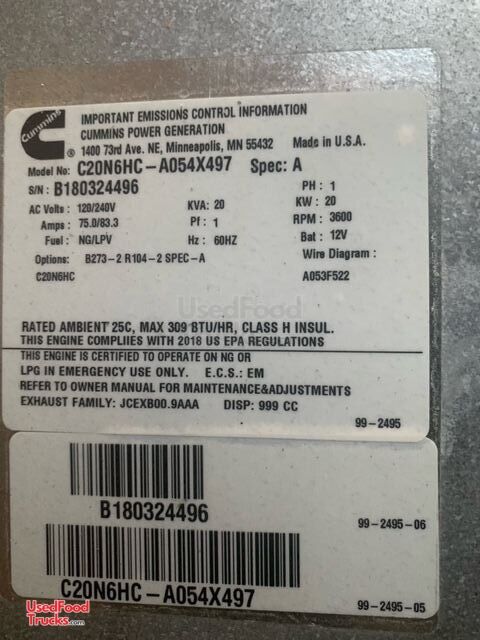 Cummins
®
IMPORTANT EMISSIONS CONTROL INFORMATION
CUMMINS POWER GENERATION
1400 73rd Ave. NE, Minneapolis, MN 55432 Made in U.S.A.
Model No: C20N6HC-A054X497 Spec: A
S/N : B180324496 PH : 1
AC Volts : 120/240V KVA: 20 KW : 20
Amps : 75.0/83.3 Pf : 1 RPM : 3600
Fuel : NG/LPV Hz : 60HZ Bat : 12V
Options: B273-2 R104-2 SPEC-A Wire Diagram :
C20N6HC A053F522
UsedFood
RATED AMBIENT 25C, MAX 309 BTU/HR, CLASS H INSUL.
THIS ENGINE COMPLIES WITH 2018 US EPA REGULATIONS
THIS ENGINE IS CERTIFIED TO OPERATE ON NG OR
LPG IN EMERGENCY USE ONLY. E.C.S.: EM
REFER TO OWNER MANUAL FOR MAINTENANCE&ADJUSTMENTS
EXHAUST FAMILY: JCEXB00.9AAA DISP: 999 CC
99-2495
B180324496
99-2495-06
C20N6HC-A054X497
99-2495-05
UsedFood
Trucks.com